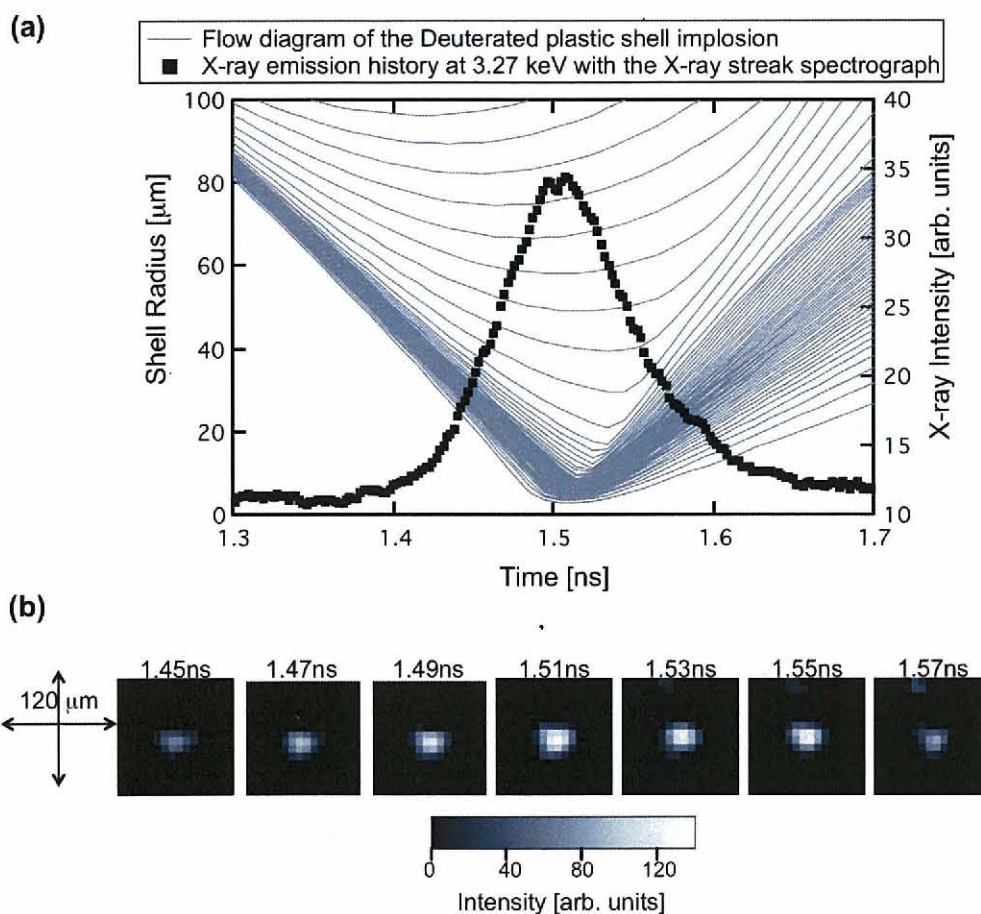 (a)
Flow diagram of the Deuterated plastic shell implosion
X-ray emission history at 3.27 keV with the X-ray streak spectrograph
100
80
60
40
20
0
Shell Radius [μm]
40
35
30
25
20
15
10
X-ray Intensity [arb. units]
1.3 1.4 1.5 1.6 1.7
Time [ns]
(b)
1.45ns 1.47ns 1.49ns 1.51ns 1.53ns 1.55ns 1.57ns
120 μm
0 40 80 120
Intensity [arb. units]